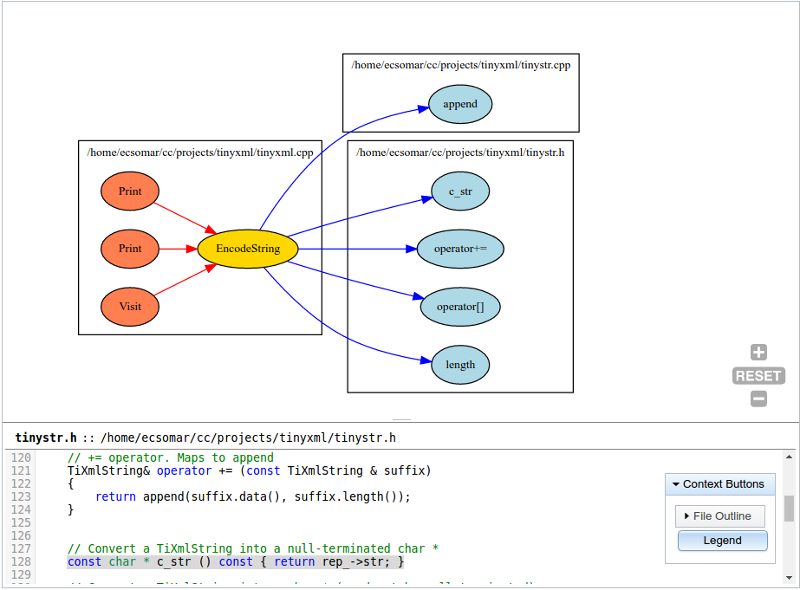 /home/ecsomar/cc/projects/tinyxml/tinystr.cpp
append
/home/ecsomar/cc/projects/tinyxml/tinyxml.cpp
/home/ecsomar/cc/projects/tinyxml/tinystr.h
Print
c_str
Print
EncodeString
operator+=
Visit
operator[]
length
+
RESET
−
tinystr.h :: /home/ecsomar/cc/projects/tinyxml/tinystr.h
120 // += operator. Maps to append
121 TiXmlString& operator += (const TiXmlString & suffix)
122 {
123 return append(suffix.data(), suffix.length());
124 }
125
126
127 // Convert a TiXmlString into a null-terminated char *
128 const char * c_str () const { return rep_->str; }
129
Context Buttons
File Outline
Legend